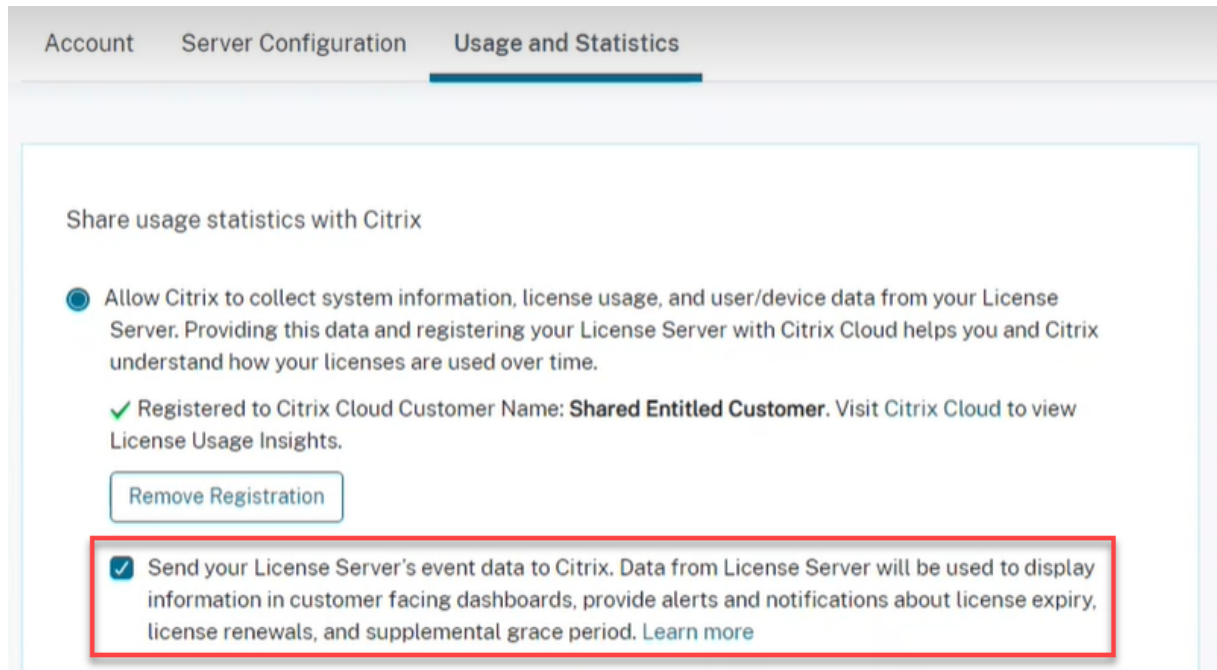 Account Server Configuration Usage and Statistics
Share usage statistics with Citrix
Allow Citrix to collect system information, license usage, and user/device data from your License
Server. Providing this data and registering your License Server with Citrix Cloud helps you and Citrix
understand how your licenses are used over time.
Registered to Citrix Cloud Customer Name: Shared Entitled Customer. Visit Citrix Cloud to view
License Usage Insights.
Remove Registration
Send your License Server's event data to Citrix. Data from License Server will be used to display
information in customer facing dashboards, provide alerts and notifications about license expiry,
license renewals, and supplemental grace period. Learn more